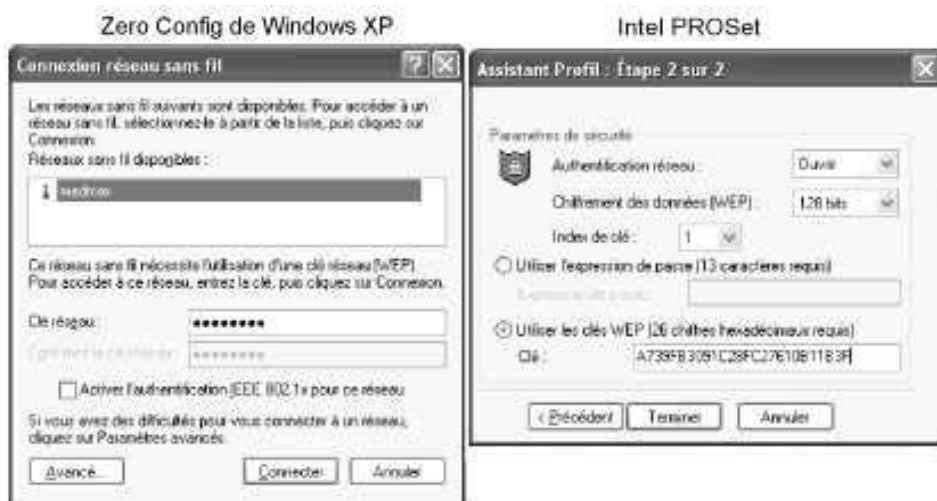 Zero Config de Windows XP
Connexion réseau sans fil
Les réseaux sans fil suivants sont disponibles. Pour accéder à un
réseau sans fil, sélectionnez-le à partir de la liste, puis cliquez sur
Connexion.
Réseaux sans fil disponibles :
Ce réseau sans fil nécessite l'utilisation d'une clé réseau (WEP).
Pour accéder à ce réseau, entrez la clé, puis cliquez sur Connexion.
Clé réseau :
Activer l'authentification IEEE 802.1x pour ce réseau
Si vous avez des difficultés pour vous connecter à un réseau,
cliquez sur Paramètres avancés.
Avancé...
Connecter
Annuler
Intel PROSet
Assistant Profil : Étape 2 sur 2
Paramètres de sécurité
Authentification réseau :
Ouvrir
Chiffrement des données (WEP) :
128 bits
Index de clé :
1
Utiliser l'expression de passe (13 caractères requis)
Utiliser les clés WEP (26 chiffres hexadécimaux requis)
Clé :
< Précédent
Terminer
Annuler